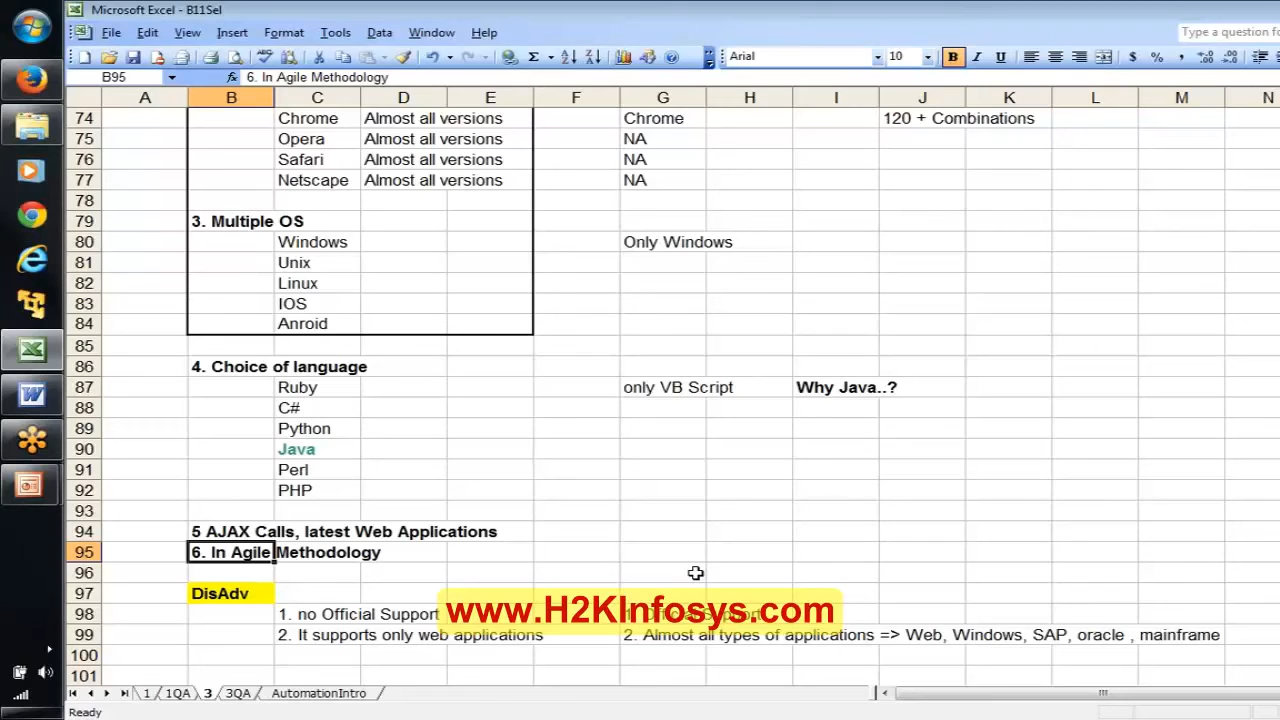 Microsoft Excel - B11Sel
File Edit View Insert Format Tools Data Window Help Type a question for
Arial 10 B I U
B95 fx 6. In Agile Methodology
A B C D E F G H I J K L M N
74 Chrome Almost all versions Chrome 120 + Combinations
75 Opera Almost all versions NA
76 Safari Almost all versions NA
77 Netscape Almost all versions NA
78
79 3. Multiple OS
80 Windows Only Windows
81 Unix
82 Linux
83 IOS
84 Anroid
85
86 4. Choice of language
87 Ruby only VB Script Why Java..?
88 C#
89 Python
90 Java
91 Perl
92 PHP
93
94 5 AJAX Calls, latest Web Applications
95 6. In Agile Methodology
96
97 DisAdv
98 1. no Official Support 1. Official Support
www.H2KInfosys.com
99 2. It supports only web applications 2. Almost all types of applications => Web, Windows, SAP, oracle , mainframe
100
101
1 1QA 3 3QA AutomationIntro
Ready